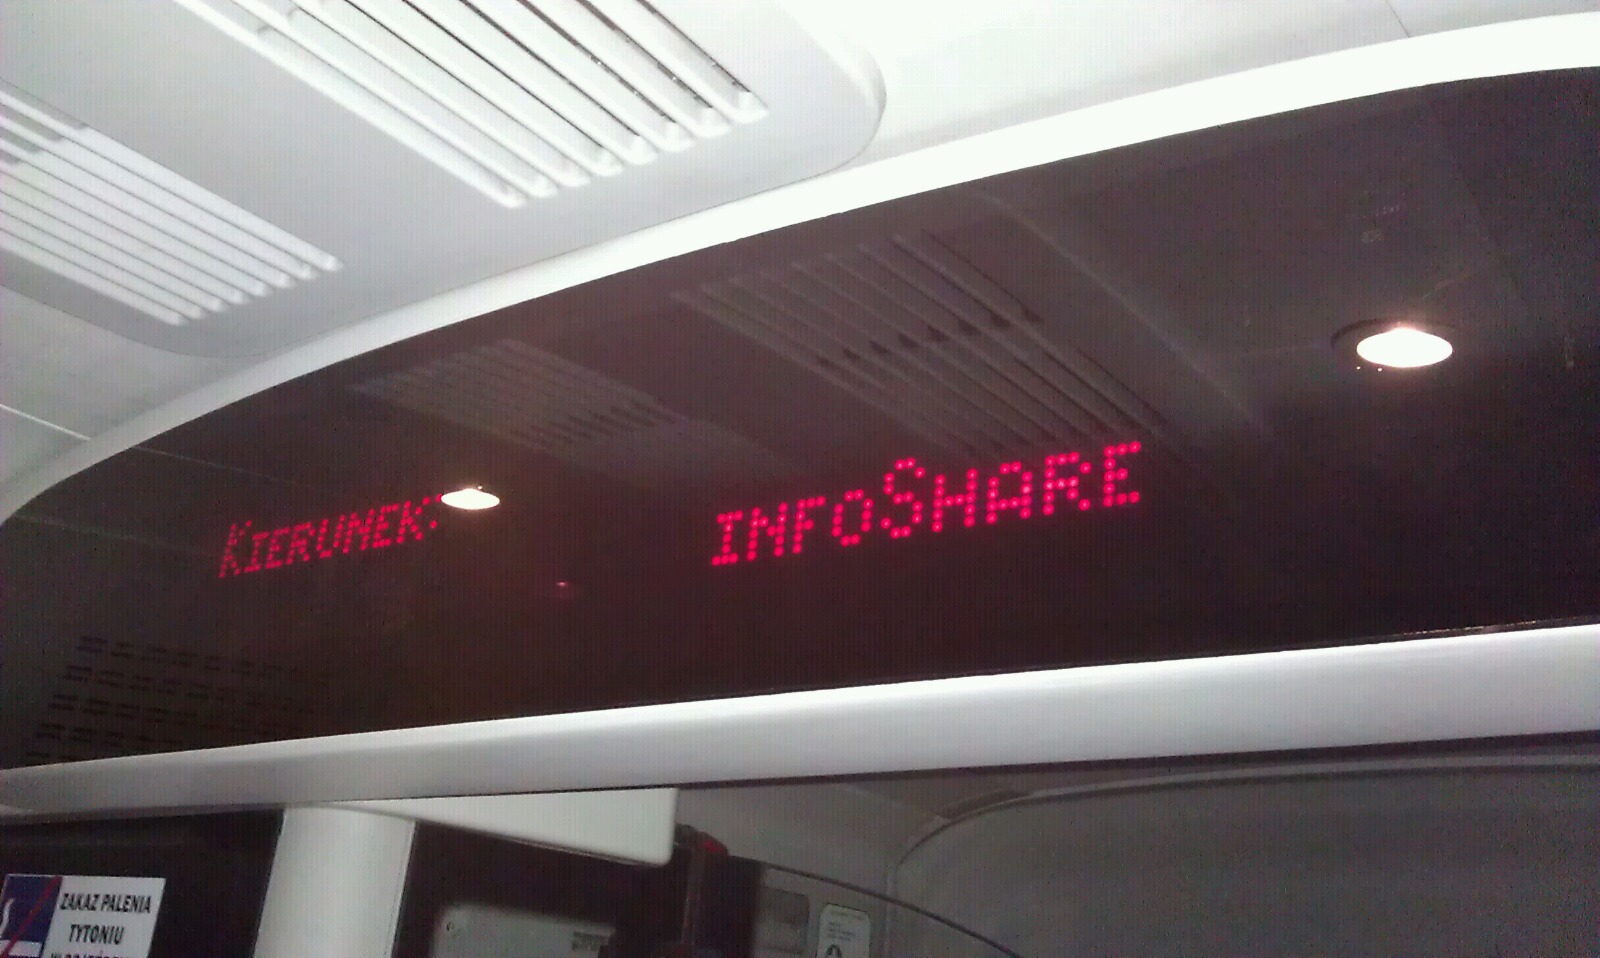 Kierunek: infoShare
ZAKAZ PALENIA
TYTONIU